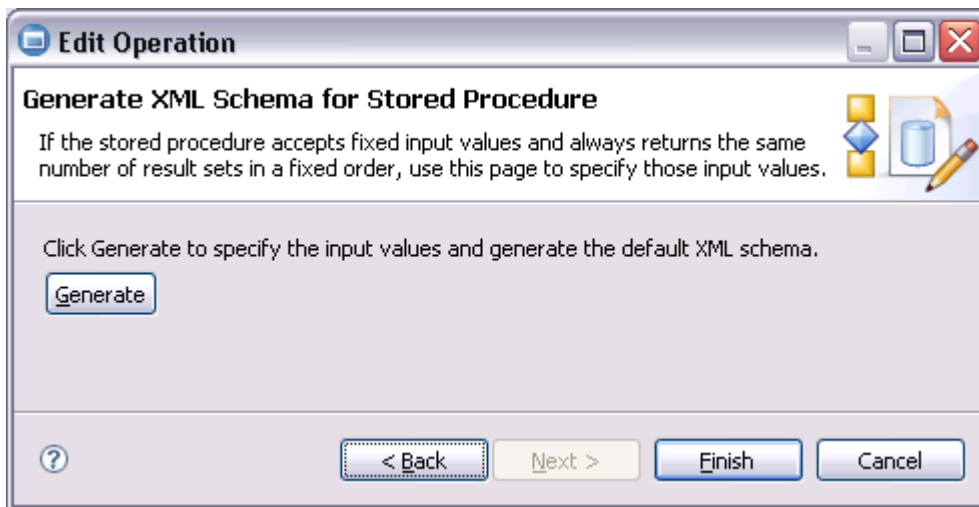 Edit Operation
Generate XML Schema for Stored Procedure
If the stored procedure accepts fixed input values and always returns the same
number of result sets in a fixed order, use this page to specify those input values.
Click Generate to specify the input values and generate the default XML schema.
Generate
?
< Back
Next >
Finish
Cancel